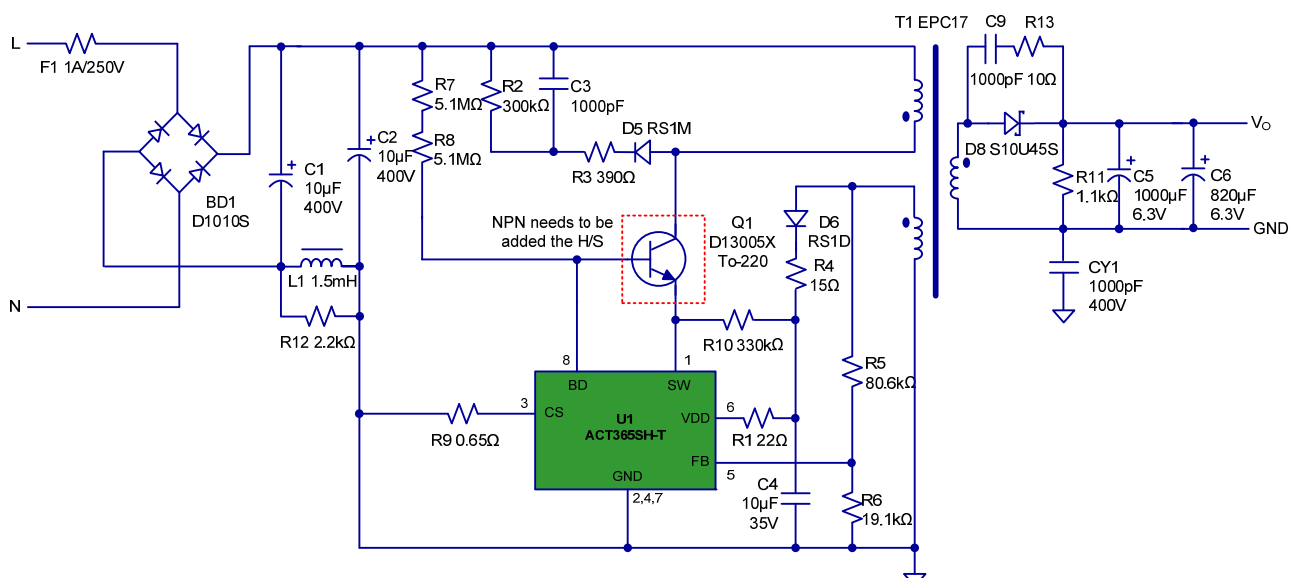 T1 EPC17
C9
R13
1000pF 10Ω
L
F1 1A/250V
R7
5.1MΩ
R2
300kΩ
C3
1000pF
R8
5.1MΩ
D5 RS1M
R3 390Ω
+
C2
10µF
400V
+
C1
10µF
400V
BD1
D1010S
D8 S10U45S
VO
R11
1.1kΩ
+
C5
1000µF
6.3V
+
C6
820µF
6.3V
GND
NPN needs to be
added the H/S
Q1
D13005X
To-220
D6
RS1D
R4
15Ω
CY1
1000pF
400V
L1 1.5mH
N
R12 2.2kΩ
R10 330kΩ
8
1
BD
SW
R5
80.6kΩ
3
CS
U1
ACT365SH-T
VDD
6
R1 22Ω
R9 0.65Ω
FB
5
GND
2,4,7
C4
10µF
35V
R6
19.1kΩ